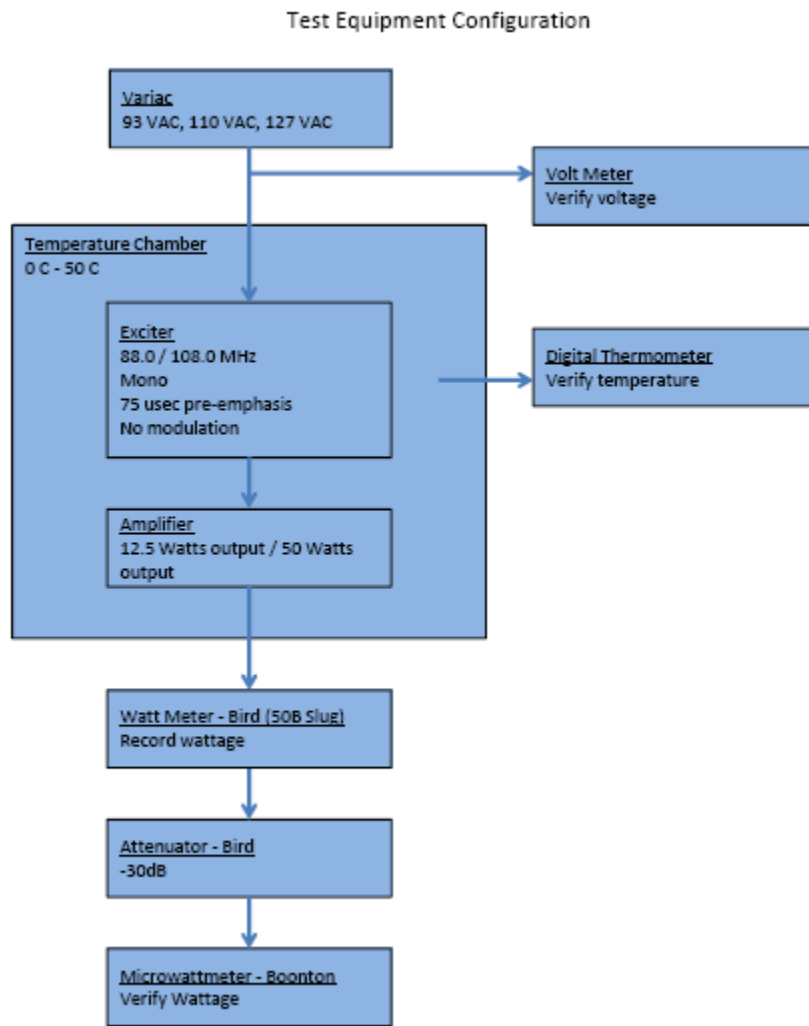 Test Equipment Configuration
Variac
93 VAC, 110 VAC, 127 VAC
Volt Meter
Verify voltage
Temperature Chamber
0 C - 50 C
Exciter
88.0 / 108.0 MHz
Mono
75 usec pre-emphasis
No modulation
Digital Thermometer
Verify temperature
Amplifier
12.5 Watts output / 50 Watts
output
Watt Meter - Bird (50B Slug)
Record wattage
Attenuator - Bird
-30dB
Microwattmeter - Boonton
Verify Wattage